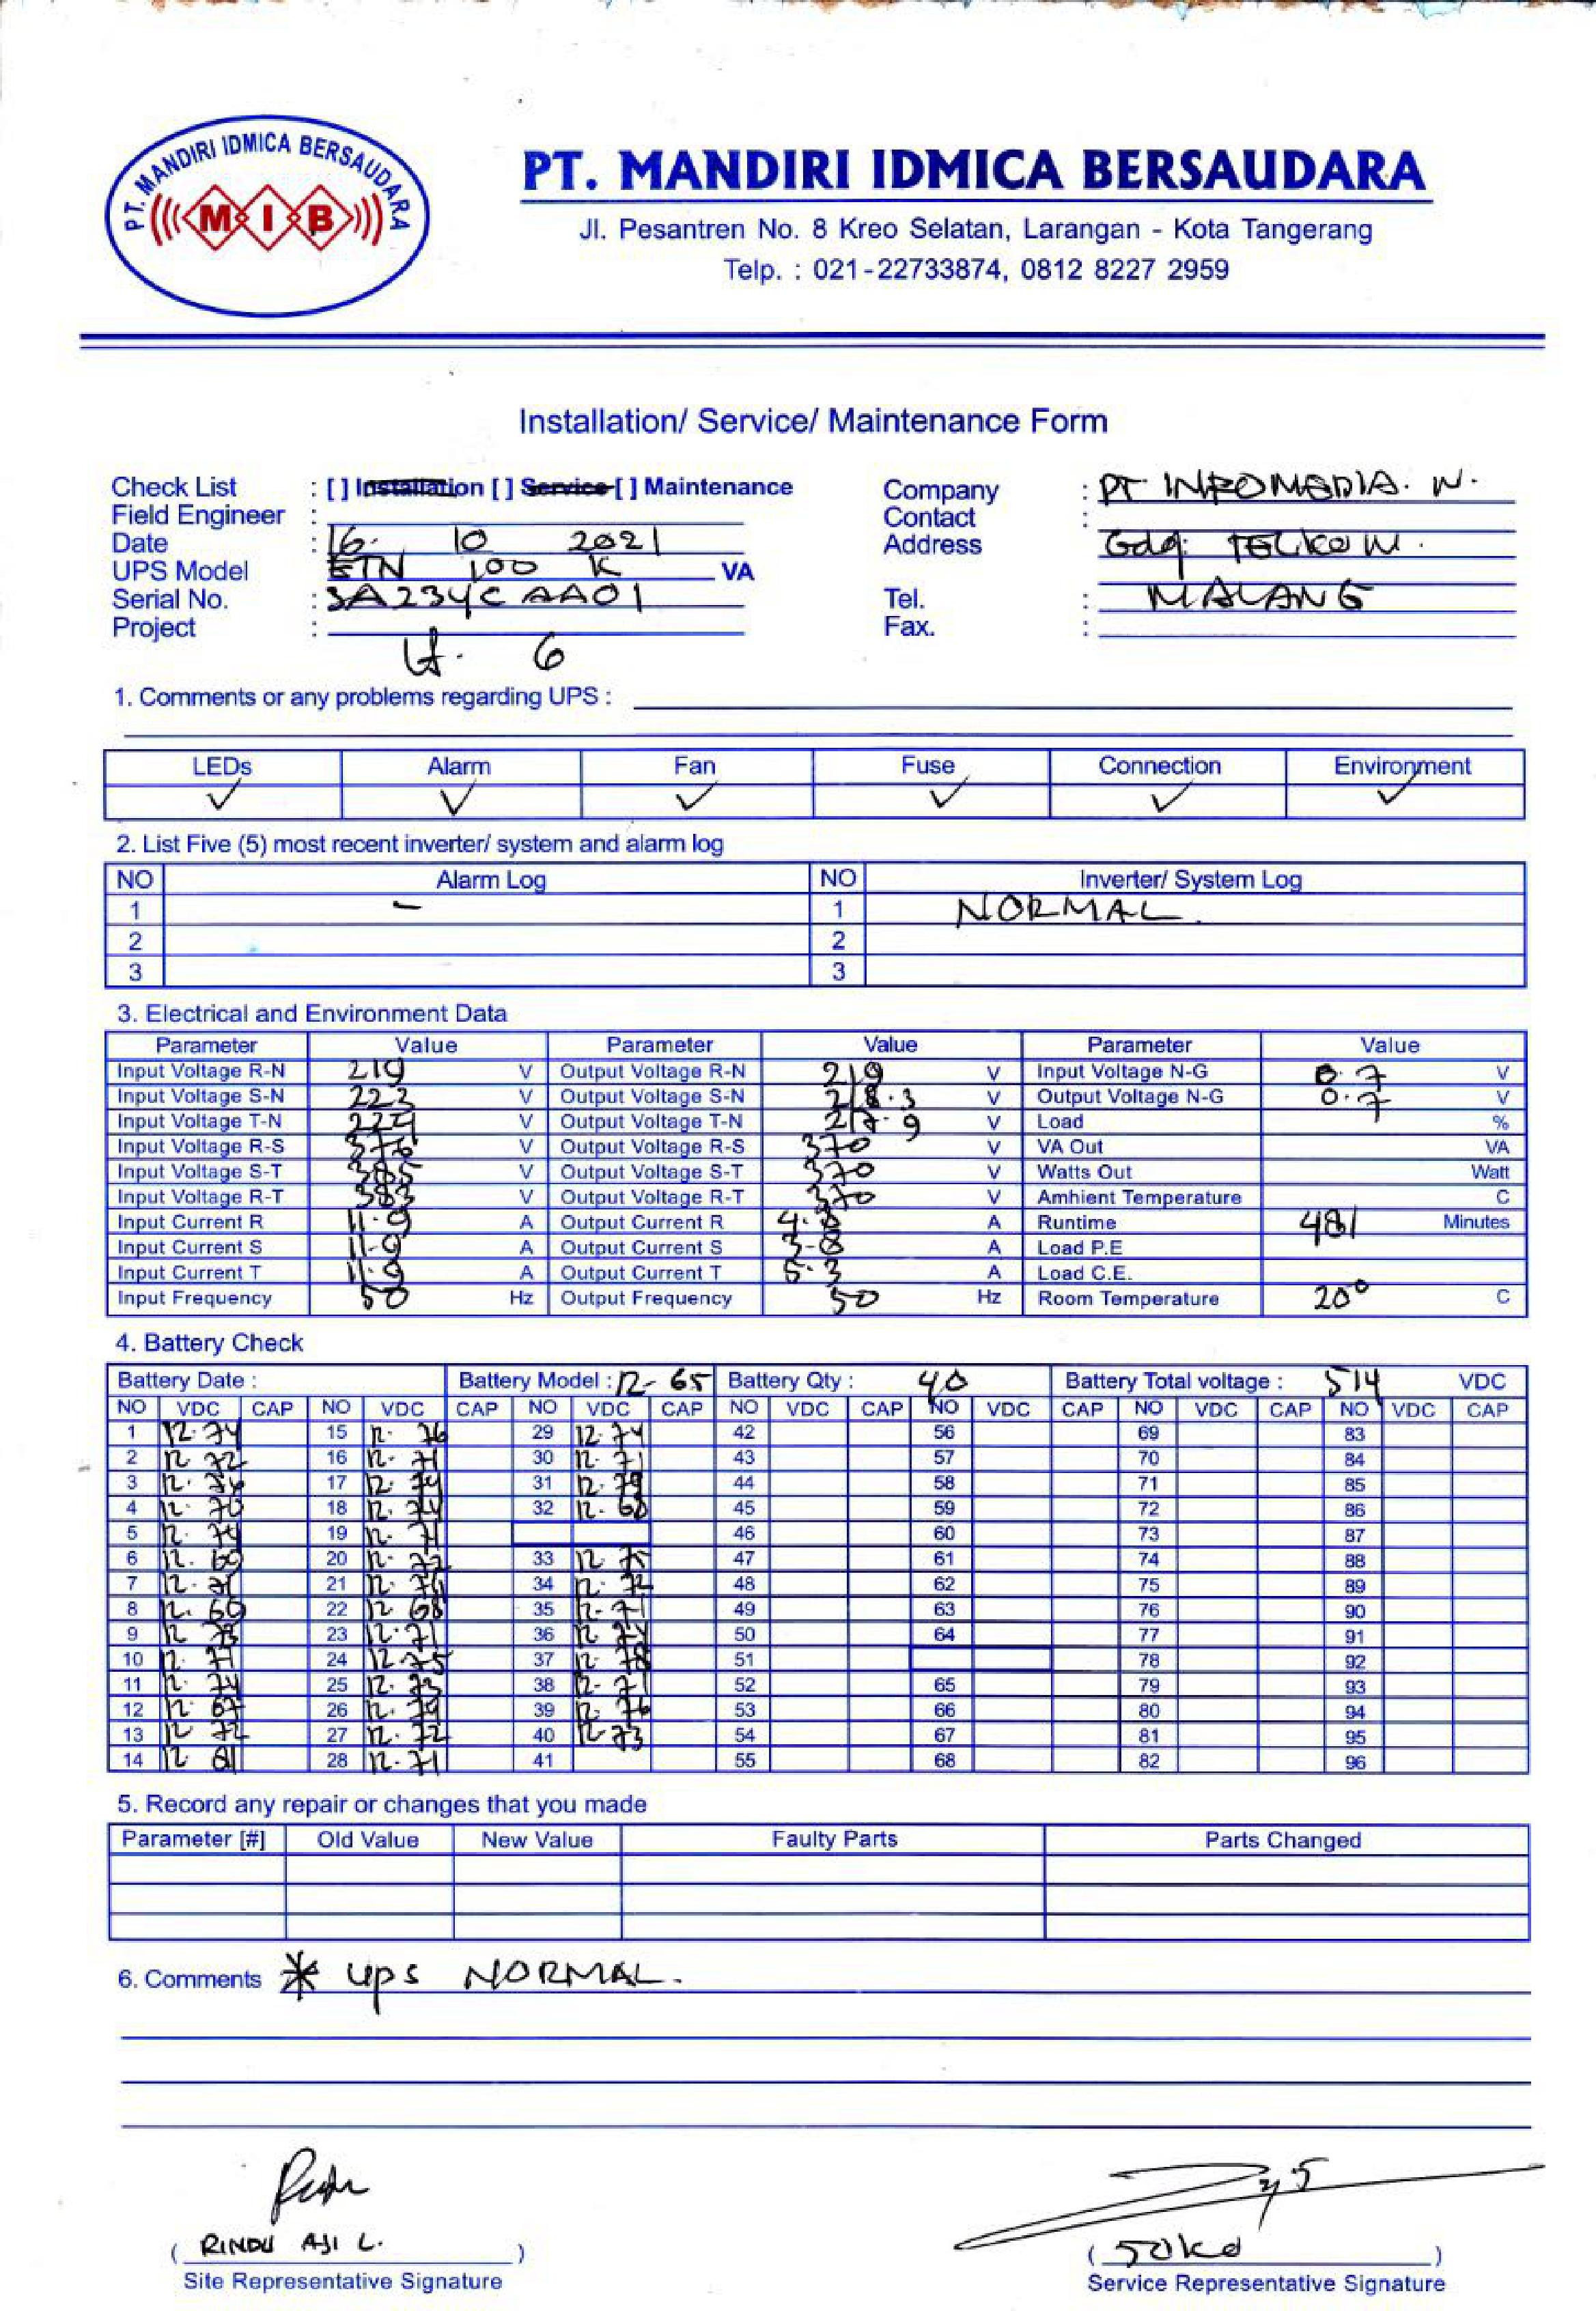 PT. MANDIRI IDMICA BERSAUDARA
M I B
PT. MANDIRI IDMICA BERSAUDARA
Jl. Pesantren No. 8 Kreo Selatan, Larangan - Kota Tangerang
Telp. : 021-22733874, 0812 8227 2959
Installation/ Service/ Maintenance Form
Check List : [ ] Installation [ ] Service [ ] Maintenance
Field Engineer :
Date : 16. 10 2021
UPS Model ETN 100 K VA
Serial No. : SA234CAA01
Project :
Lt. 6
Company : PT INFOMEDIA. N.
Contact :
Address Gdg. TELKOM.
Tel. : MALANG
Fax. :
1. Comments or any problems regarding UPS :
LEDs Alarm Fan Fuse Connection Environment
✓ ✓ ✓ ✓ ✓ ✓
2. List Five (5) most recent inverter/ system and alarm log
NO Alarm Log NO Inverter/ System Log
1 - 1 NORMAL.
2 2
3 3
3. Electrical and Environment Data
Parameter Value Parameter Value Parameter Value
Input Voltage R-N 219 V Output Voltage R-N 219 V Input Voltage N-G 0.7 V
Input Voltage S-N 223 V Output Voltage S-N 218.3 V Output Voltage N-G 0.7 V
Input Voltage T-N V Output Voltage T-N 217.9 V Load %
Input Voltage R-S 376 V Output Voltage R-S 370 V VA Out VA
Input Voltage S-T 385 V Output Voltage S-T 370 V Watts Out Watt
Input Voltage R-T 383 V Output Voltage R-T 370 V Amhient Temperature C
Input Current R 11.9 A Output Current R A Runtime 481 Minutes
Input Current S 11.9 A Output Current S 3.8 A Load P.E
Input Current T 11.9 A Output Current T 5.3 A Load C.E.
Input Frequency 50 Hz Output Frequency 50 Hz Room Temperature 20° C
4. Battery Check
Battery Date : Battery Model : 12-65 Battery Qty : 40 Battery Total voltage : 514 VDC
NO VDC CAP NO VDC CAP NO VDC CAP NO VDC CAP NO VDC CAP NO VDC CAP NO VDC CAP
1 12.74 15 12.76 29 12.74 42 56 69 83
2 12.72 16 12.71 30 12.71 43 57 70 84
3 17 12.74 31 12.79 44 58 71 85
4 12.70 18 12.74 32 12.68 45 59 72 86
5 12.74 19 12.71 46 60 73 87
6 12.69 20 12.72 33 12.75 47 61 74 88
7 21 12.76 34 12.72 48 62 75 89
8 12.69 22 12.68 35 12.71 49 63 76 90
9 12.73 23 12.71 36 12.74 50 64 77 91
10 12.71 24 12.75 37 12.78 51 78 92
11 12.74 25 12.73 38 12.71 52 65 79 93
12 12.67 26 12.79 39 12.76 53 66 80 94
13 12.72 27 12.72 40 12.73 54 67 81 95
14 28 12.71 41 55 68 82 96
5. Record any repair or changes that you made
Parameter [#] Old Value New Value Faulty Parts Parts Changed
6. Comments * ups NORMAL.
( RINDU AJI L. )
Site Representative Signature
( )
Service Representative Signature